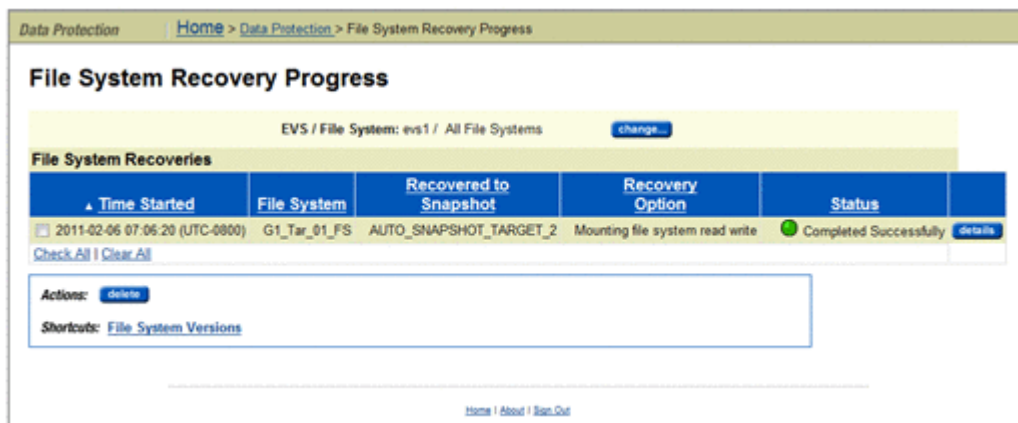 Data Protection Home > Data Protection > File System Recovery Progress
File System Recovery Progress
EVS / File System: evs1 / All File Systems change...
File System Recoveries
▲ Time Started File System Recovered to Snapshot Recovery Option Status
2011-02-06 07:06:20 (UTC-0800) G1_Tar_01_FS AUTO_SNAPSHOT_TARGET_2 Mounting file system read write Completed Successfully details
Check All | Clear All
Actions: delete
Shortcuts: File System Versions
Home | About | Sign Out